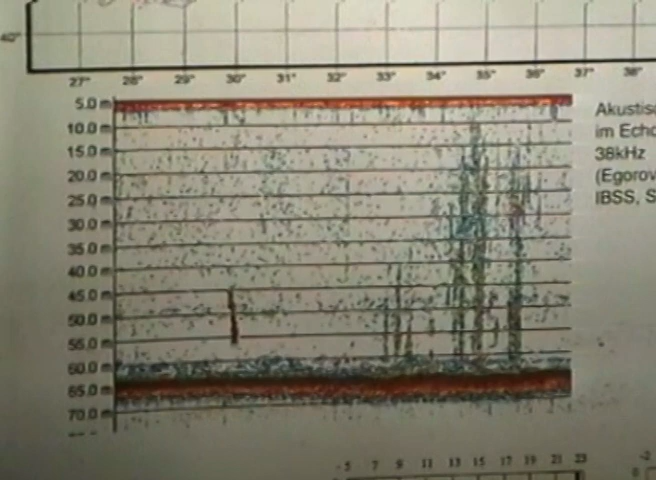 40°
27° 28° 29° 30° 31° 32° 33° 34° 35° 36° 37° 38°
5.0 m
10.0 m
15.0 m
20.0 m
25.0 m
30.0 m
35.0 m
40.0 m
45.0 m
50.0 m
55.0 m
60.0 m
65.0 m
70.0 m
Akustisc
im Echo
38kHz
(Egorov
IBSS, S
5 7 9 11 13 15 17 19 21 23
-2
0